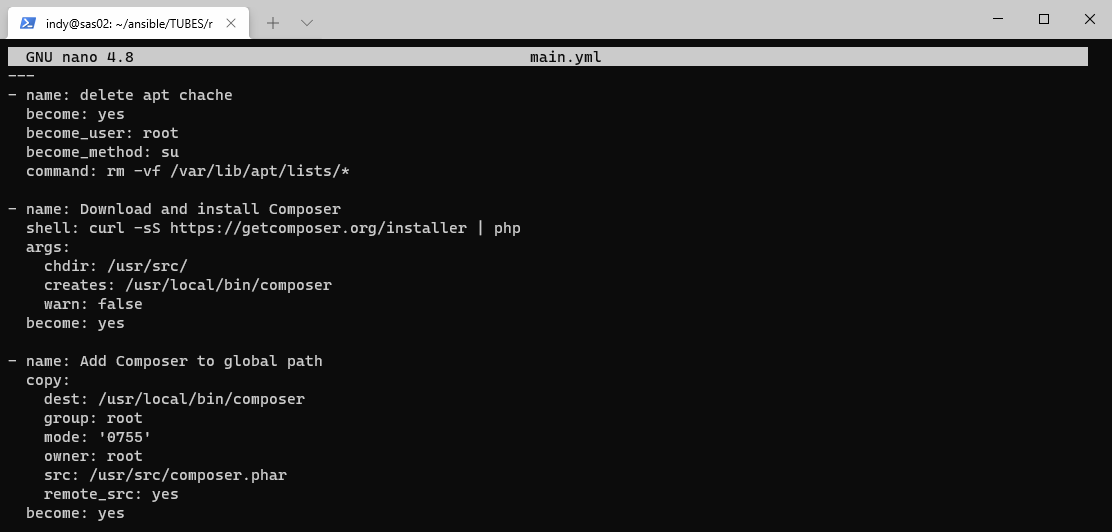 indy@sas02: ~/ansible/TUBES/r
GNU nano 4.8 main.yml
---
- name: delete apt chache
  become: yes
  become_user: root
  become_method: su
  command: rm -vf /var/lib/apt/lists/*

- name: Download and install Composer
  shell: curl -sS https://getcomposer.org/installer | php
  args:
    chdir: /usr/src/
    creates: /usr/local/bin/composer
    warn: false
  become: yes

- name: Add Composer to global path
  copy:
    dest: /usr/local/bin/composer
    group: root
    mode: '0755'
    owner: root
    src: /usr/src/composer.phar
    remote_src: yes
  become: yes